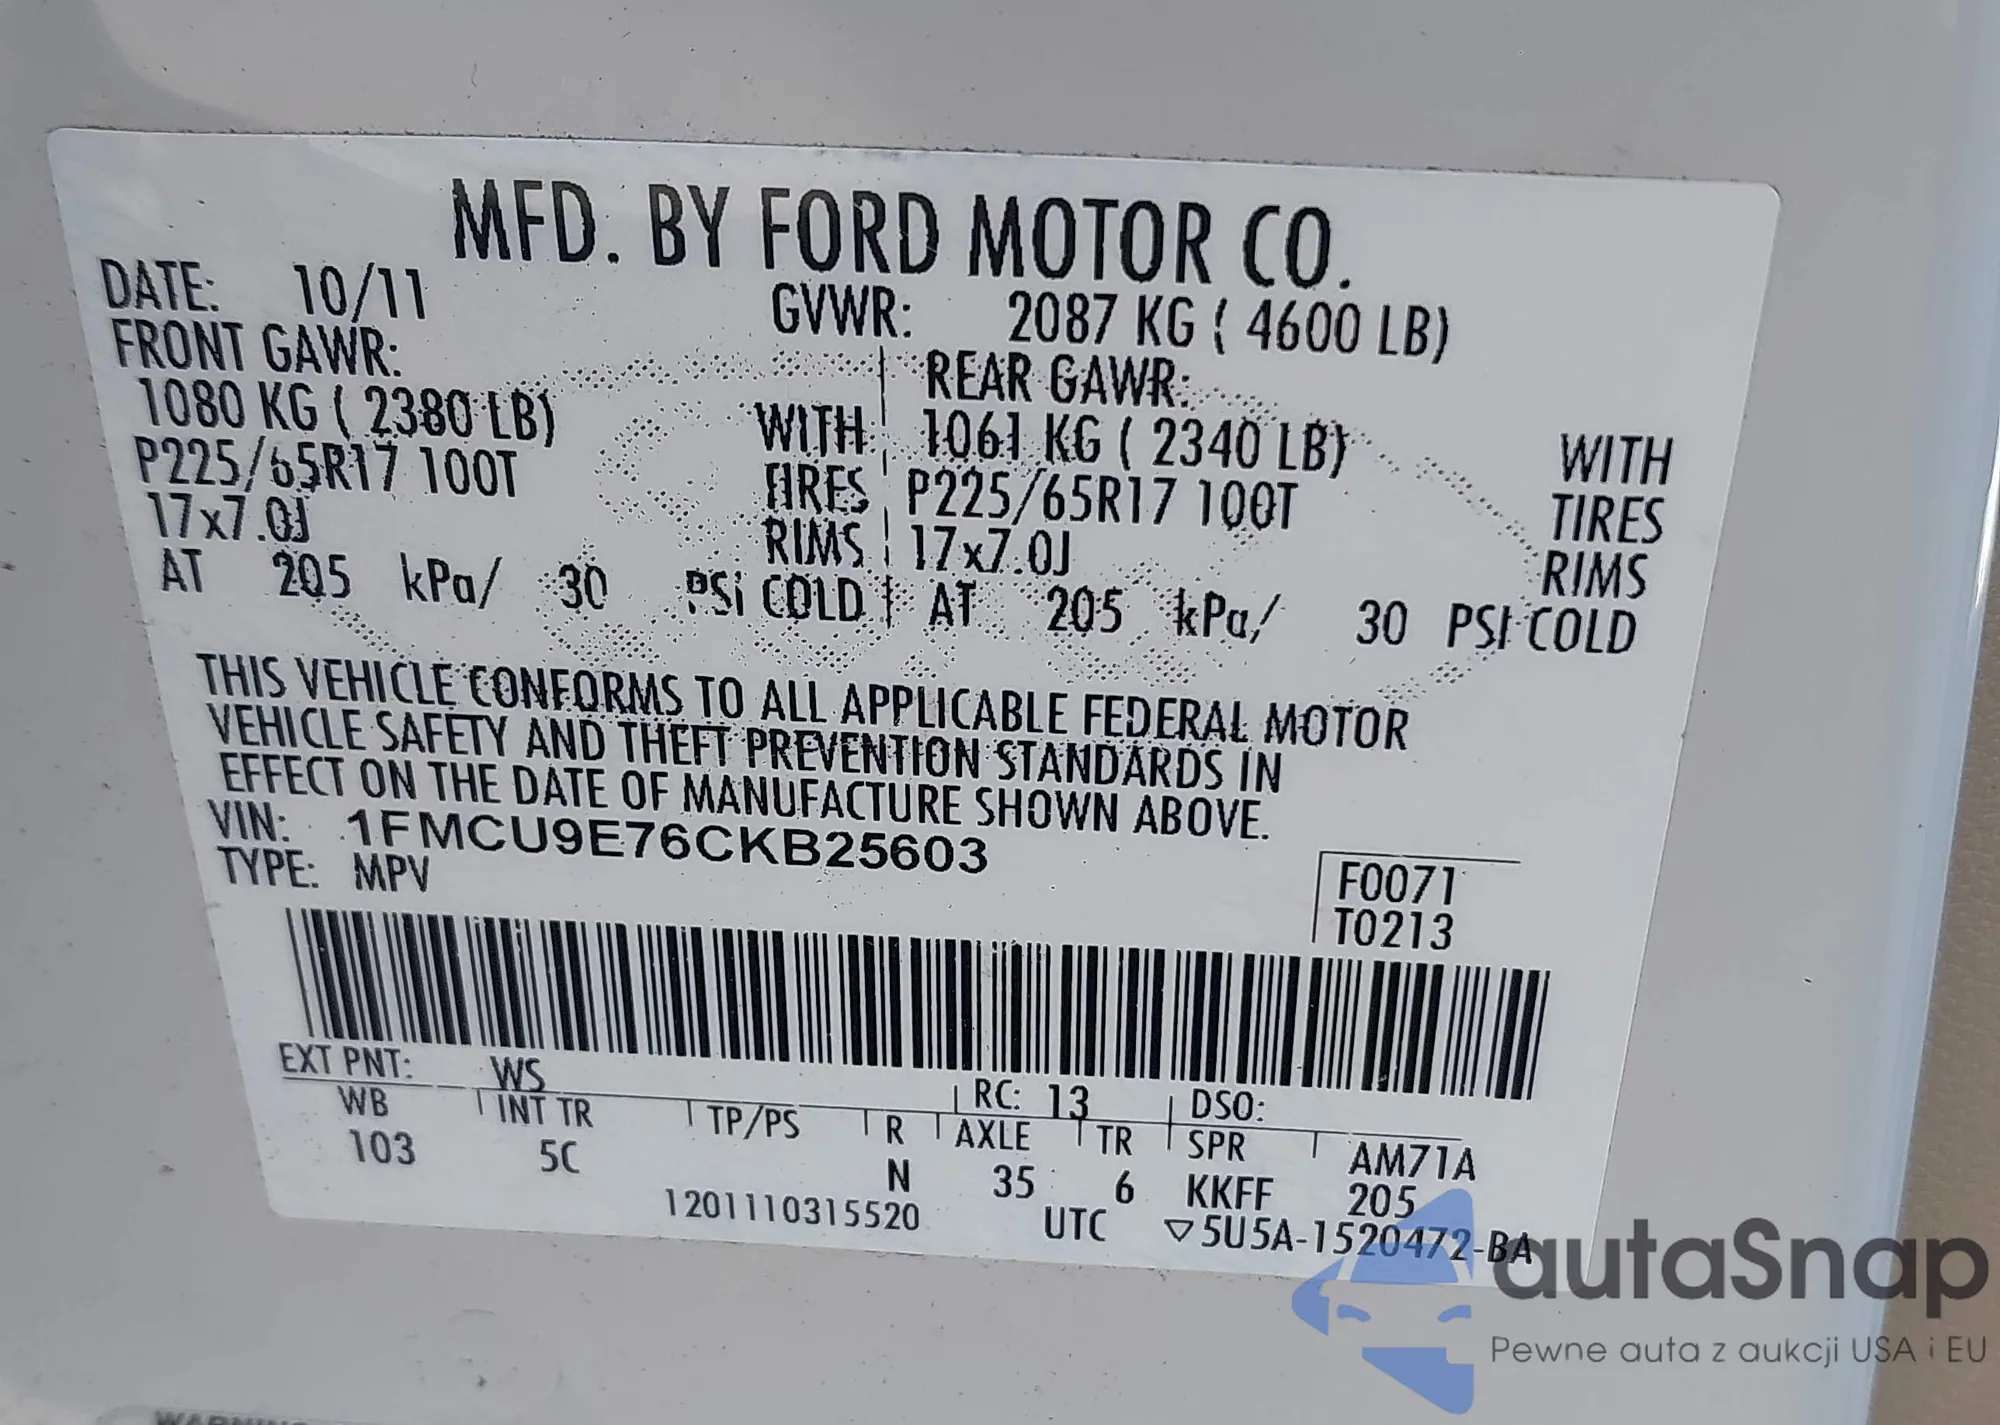 MFD. BY FORD MOTOR CO.
DATE: 10/11 GVWR: 2087 KG ( 4600 LB)
FRONT GAWR: REAR GAWR:
1080 KG ( 2380 LB) WITH 1061 KG ( 2340 LB) WITH
P225/65R17 100T TIRES P225/65R17 100T TIRES
17x7.0J RIMS 17x7.0J RIMS
AT 205 kPa/ 30 PSi COLD AT 205 kPa/ 30 PSI COLD
THIS VEHICLE CONFORMS TO ALL APPLICABLE FEDERAL MOTOR
VEHICLE SAFETY AND THEFT PREVENTION STANDARDS IN
EFFECT ON THE DATE OF MANUFACTURE SHOWN ABOVE.
VIN: 1FMCU9E76CKB25603
TYPE: MPV
F0071
T0213
EXT PNT: WS RC: 13 DSO:
WB INT TR TP/PS R AXLE TR SPR AM71A
103 5C N 35 6 KKFF 205
1201110315520 UTC ▽5U5A-1520472-BA
autaSnap
Pewne auta z aukcji USA i EU
WARNING